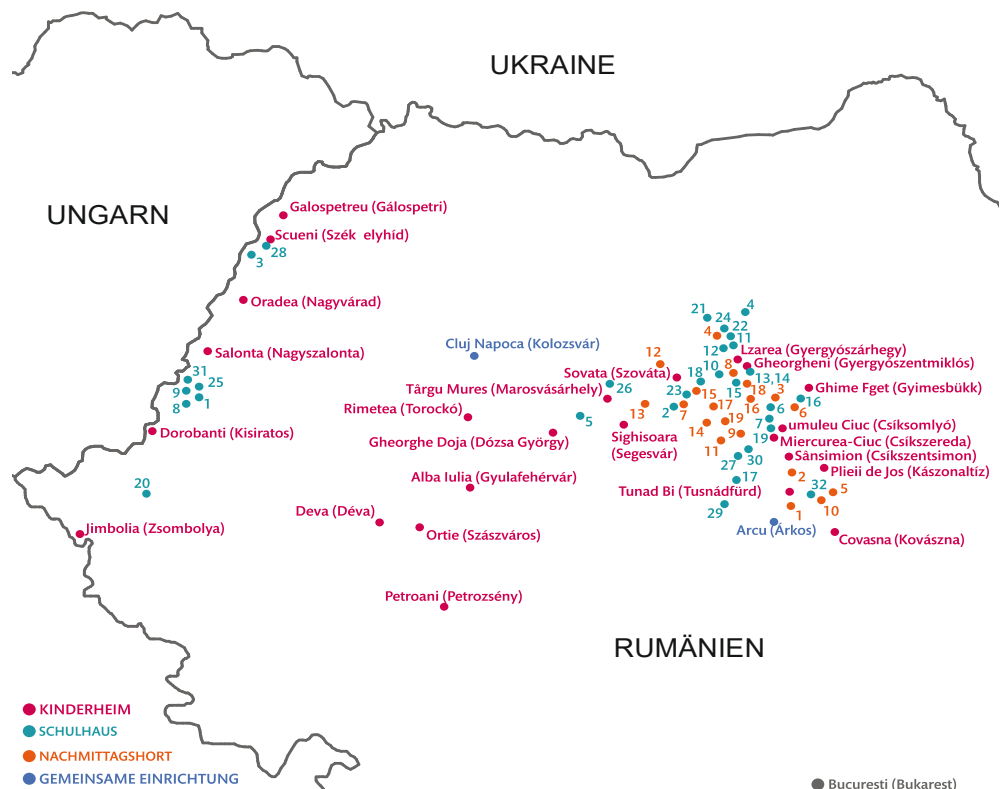 UKRAINE
UNGARN
Galospetreu (Gálospetri)
Scueni (Szék elyhíd)
28
3
Oradea (Nagyvárad)
21
4
24
22
4
11
Cluj Napoca (Kolozsvár)
12
Salonta (Nagyszalonta)
Lzarea (Gyergyószárhegy)
12
Gheorgheni (Gyergyószentmiklós)
31
25
9
8
1
Sovata (Szováta)
18
10
8
15
13,14
Târgu Mures (Marosvásárhely)
26
23
15
18
3
Ghime Fget (Gyimesbükk)
16
Rimetea (Torockó)
13
2
7
17
16
6
6
5
Dorobanti (Kisiratos)
Gheorghe Doja (Dózsa György)
Sighisoara
(Segesvár)
14
19
7
umuleu Ciuc (Csíksomlyó)
11
9
19
Miercurea-Ciuc (Csíkszereda)
27
30
Sânsimion (Csíkszentsimon)
Plieii de Jos (Kászonaltíz)
20
Alba Iulia (Gyulafehérvár)
17
2
Tunad Bi (Tusnádfürd)
32
5
29
1
10
Deva (Déva)
Jimbolia (Zsombolya)
Ortie (Szászváros)
Arcu (Árkos)
Covasna (Kovászna)
Petroani (Petrozsény)
RUMÄNIEN
KINDERHEIM
SCHULHAUS
NACHMITTAGSHORT
GEMEINSAME EINRICHTUNG
Bucuresti (Bukarest)